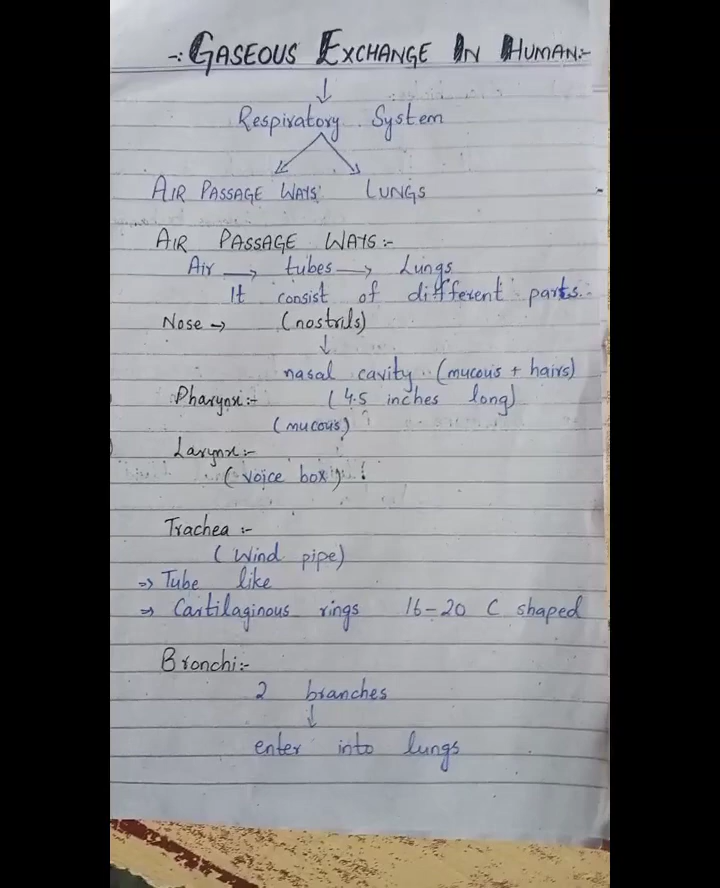 -: GASEOUS EXCHANGE IN HUMAN:-
↓
Respiratory System
AIR PASSAGE WAYS LUNGS
AIR PASSAGE WAYS:-
Air → tubes → Lungs
It consist of different parts.
Nose → (nostrils)
↓
nasal cavity (mucous + hairs)
Pharynx:- (4.5 inches long)
(mucous)
Larynx:-
(voice box)
Trachea :-
(Wind pipe)
⇒ Tube like
⇒ Cartilaginous rings 16-20 C shaped
Bronchi:-
2 branches
↓
enter into lungs